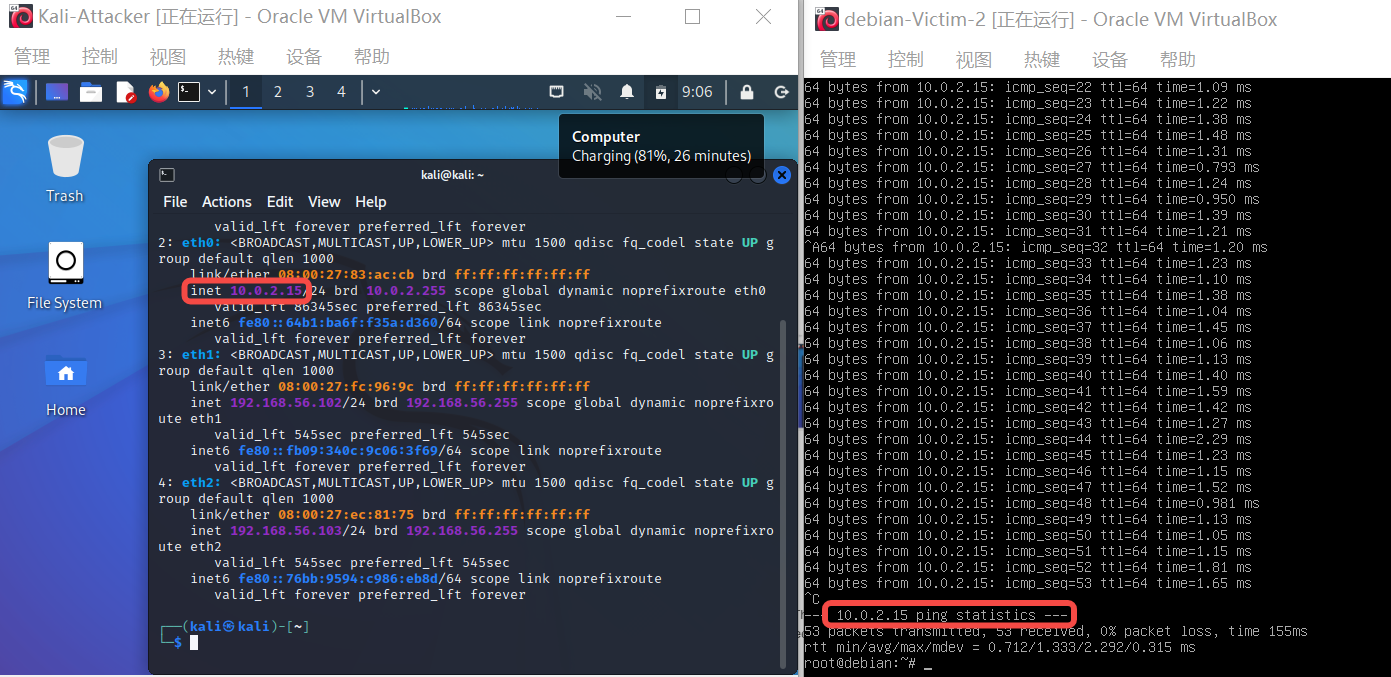 Kali-Attacker [正在运行] - Oracle VM VirtualBox
管理 控制 视图 热键 设备 帮助
1 2 3 4 9:06
Computer
Charging (81%, 26 minutes)
Trash
File System
Home
kali@kali: ~
File Actions Edit View Help
valid_lft forever preferred_lft forever
2: eth0: <BROADCAST,MULTICAST,UP,LOWER_UP> mtu 1500 qdisc fq_codel state UP g
roup default qlen 1000
link/ether 08:00:27:83:ac:cb brd ff:ff:ff:ff:ff:ff
inet 10.0.2.15/24 brd 10.0.2.255 scope global dynamic noprefixroute eth0
valid_lft 86345sec preferred_lft 86345sec
inet6 fe80::64b1:ba6f:f35a:d360/64 scope link noprefixroute
valid_lft forever preferred_lft forever
3: eth1: <BROADCAST,MULTICAST,UP,LOWER_UP> mtu 1500 qdisc fq_codel state UP g
roup default qlen 1000
link/ether 08:00:27:fc:96:9c brd ff:ff:ff:ff:ff:ff
inet 192.168.56.102/24 brd 192.168.56.255 scope global dynamic noprefixro
ute eth1
valid_lft 545sec preferred_lft 545sec
inet6 fe80::fb09:340c:9c06:3f69/64 scope link noprefixroute
valid_lft forever preferred_lft forever
4: eth2: <BROADCAST,MULTICAST,UP,LOWER_UP> mtu 1500 qdisc fq_codel state UP g
roup default qlen 1000
link/ether 08:00:27:ec:81:75 brd ff:ff:ff:ff:ff:ff
inet 192.168.56.103/24 brd 192.168.56.255 scope global dynamic noprefixro
ute eth2
valid_lft 545sec preferred_lft 545sec
inet6 fe80::76bb:9594:c986:eb8d/64 scope link noprefixroute
valid_lft forever preferred_lft forever
(kali㉿kali)-[~]
$
debian-Victim-2 [正在运行] - Oracle VM VirtualBox
管理 控制 视图 热键 设备 帮助
64 bytes from 10.0.2.15: icmp_seq=22 ttl=64 time=1.09 ms
64 bytes from 10.0.2.15: icmp_seq=23 ttl=64 time=1.22 ms
64 bytes from 10.0.2.15: icmp_seq=24 ttl=64 time=1.38 ms
64 bytes from 10.0.2.15: icmp_seq=25 ttl=64 time=1.48 ms
64 bytes from 10.0.2.15: icmp_seq=26 ttl=64 time=1.31 ms
64 bytes from 10.0.2.15: icmp_seq=27 ttl=64 time=0.793 ms
64 bytes from 10.0.2.15: icmp_seq=28 ttl=64 time=1.24 ms
64 bytes from 10.0.2.15: icmp_seq=29 ttl=64 time=0.950 ms
64 bytes from 10.0.2.15: icmp_seq=30 ttl=64 time=1.39 ms
64 bytes from 10.0.2.15: icmp_seq=31 ttl=64 time=1.21 ms
^A64 bytes from 10.0.2.15: icmp_seq=32 ttl=64 time=1.20 ms
64 bytes from 10.0.2.15: icmp_seq=33 ttl=64 time=1.23 ms
64 bytes from 10.0.2.15: icmp_seq=34 ttl=64 time=1.10 ms
64 bytes from 10.0.2.15: icmp_seq=35 ttl=64 time=1.38 ms
64 bytes from 10.0.2.15: icmp_seq=36 ttl=64 time=1.04 ms
64 bytes from 10.0.2.15: icmp_seq=37 ttl=64 time=1.45 ms
64 bytes from 10.0.2.15: icmp_seq=38 ttl=64 time=1.06 ms
64 bytes from 10.0.2.15: icmp_seq=39 ttl=64 time=1.13 ms
64 bytes from 10.0.2.15: icmp_seq=40 ttl=64 time=1.40 ms
64 bytes from 10.0.2.15: icmp_seq=41 ttl=64 time=1.59 ms
64 bytes from 10.0.2.15: icmp_seq=42 ttl=64 time=1.42 ms
64 bytes from 10.0.2.15: icmp_seq=43 ttl=64 time=1.27 ms
64 bytes from 10.0.2.15: icmp_seq=44 ttl=64 time=2.29 ms
64 bytes from 10.0.2.15: icmp_seq=45 ttl=64 time=1.23 ms
64 bytes from 10.0.2.15: icmp_seq=46 ttl=64 time=1.15 ms
64 bytes from 10.0.2.15: icmp_seq=47 ttl=64 time=1.52 ms
64 bytes from 10.0.2.15: icmp_seq=48 ttl=64 time=0.981 ms
64 bytes from 10.0.2.15: icmp_seq=49 ttl=64 time=1.13 ms
64 bytes from 10.0.2.15: icmp_seq=50 ttl=64 time=1.05 ms
64 bytes from 10.0.2.15: icmp_seq=51 ttl=64 time=1.15 ms
64 bytes from 10.0.2.15: icmp_seq=52 ttl=64 time=1.81 ms
64 bytes from 10.0.2.15: icmp_seq=53 ttl=64 time=1.65 ms
^C
--- 10.0.2.15 ping statistics ---
53 packets transmitted, 53 received, 0% packet loss, time 155ms
rtt min/avg/max/mdev = 0.712/1.333/2.292/0.315 ms
root@debian:~# _